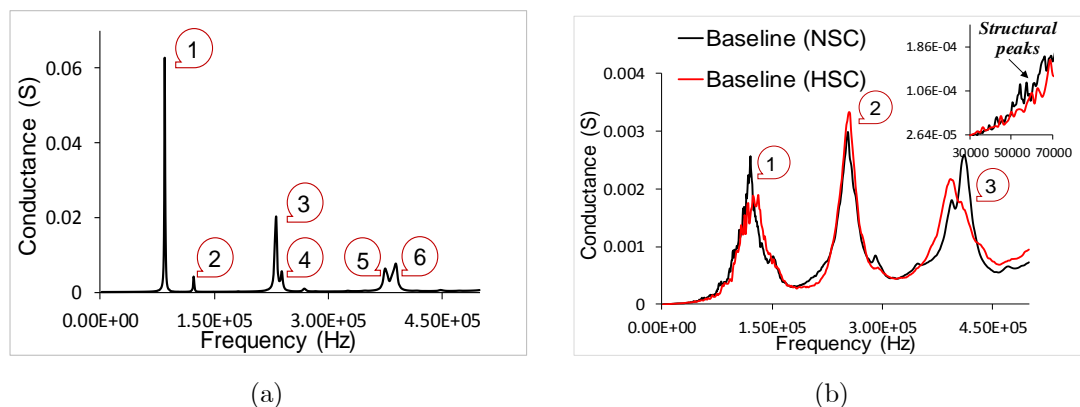 Conductance (S)
0.06
0.04
0.02
0
0.00E+00
1.50E+05
3.00E+05
4.50E+05
Frequency (Hz)
1
2
3
4
5
6
(a)
Baseline (NSC)
Baseline (HSC)
Conductance (S)
0.004
0.003
0.002
0.001
0
0.00E+00
1.50E+05
3.00E+05
4.50E+05
Frequency (Hz)
1
2
3
Structural
peaks
1.86E-04
1.06E-04
2.64E-05
30000
50000
70000
(b)